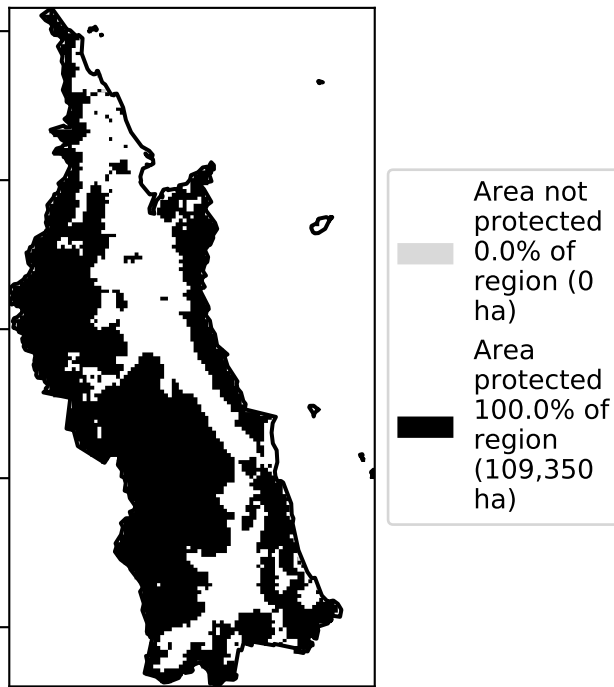 Area not
protected
0.0% of
region (0
ha)
Area
protected
100.0% of
region
(109,350
ha)